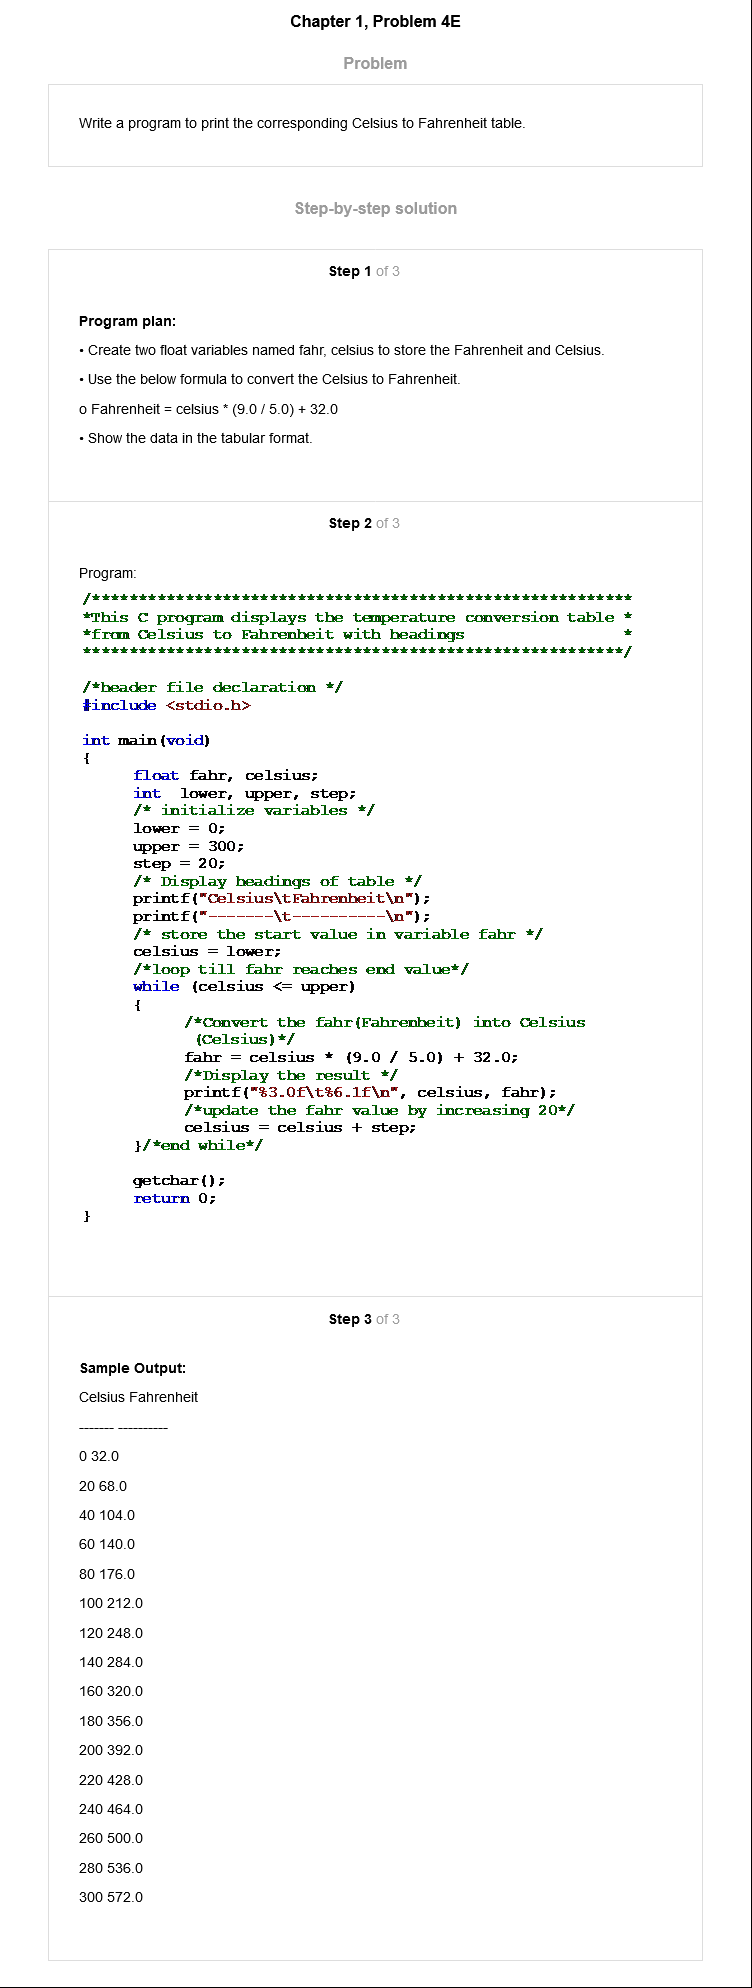 Chapter 1, Problem 4E
Problem
Write a program to print the corresponding Celsius to Fahrenheit table.
Step-by-step solution
Step 1 of 3
Program plan:
• Create two float variables named fahr, celsius to store the Fahrenheit and Celsius.
• Use the below formula to convert the Celsius to Fahrenheit.
o Fahrenheit = celsius * (9.0 / 5.0) + 32.0
• Show the data in the tabular format.
Step 2 of 3
Program:
/**********************************************************
*This C program displays the temperature conversion table *
*from Celsius to Fahrenheit with headings                 *
**********************************************************/
/*header file declaration */
#include <stdio.h>
int main(void)
{
float fahr, celsius;
int  lower, upper, step;
/* initialize variables */
lower = 0;
upper = 300;
step = 20;
/* Display headings of table */
printf("Celsius\tFahrenheit\n");
printf("-------\t----------\n");
/* store the start value in variable fahr */
celsius = lower;
/*loop till fahr reaches end value*/
while (celsius <= upper)
{
/*Convert the fahr(Fahrenheit) into Celsius
(Celsius)*/
fahr = celsius * (9.0 / 5.0) + 32.0;
/*Display the result */
printf("%3.0f\t%6.1f\n", celsius, fahr);
/*update the fahr value by increasing 20*/
celsius = celsius + step;
}/*end while*/
getchar();
return 0;
}
Step 3 of 3
Sample Output:
Celsius Fahrenheit
------- ----------
0 32.0
20 68.0
40 104.0
60 140.0
80 176.0
100 212.0
120 248.0
140 284.0
160 320.0
180 356.0
200 392.0
220 428.0
240 464.0
260 500.0
280 536.0
300 572.0